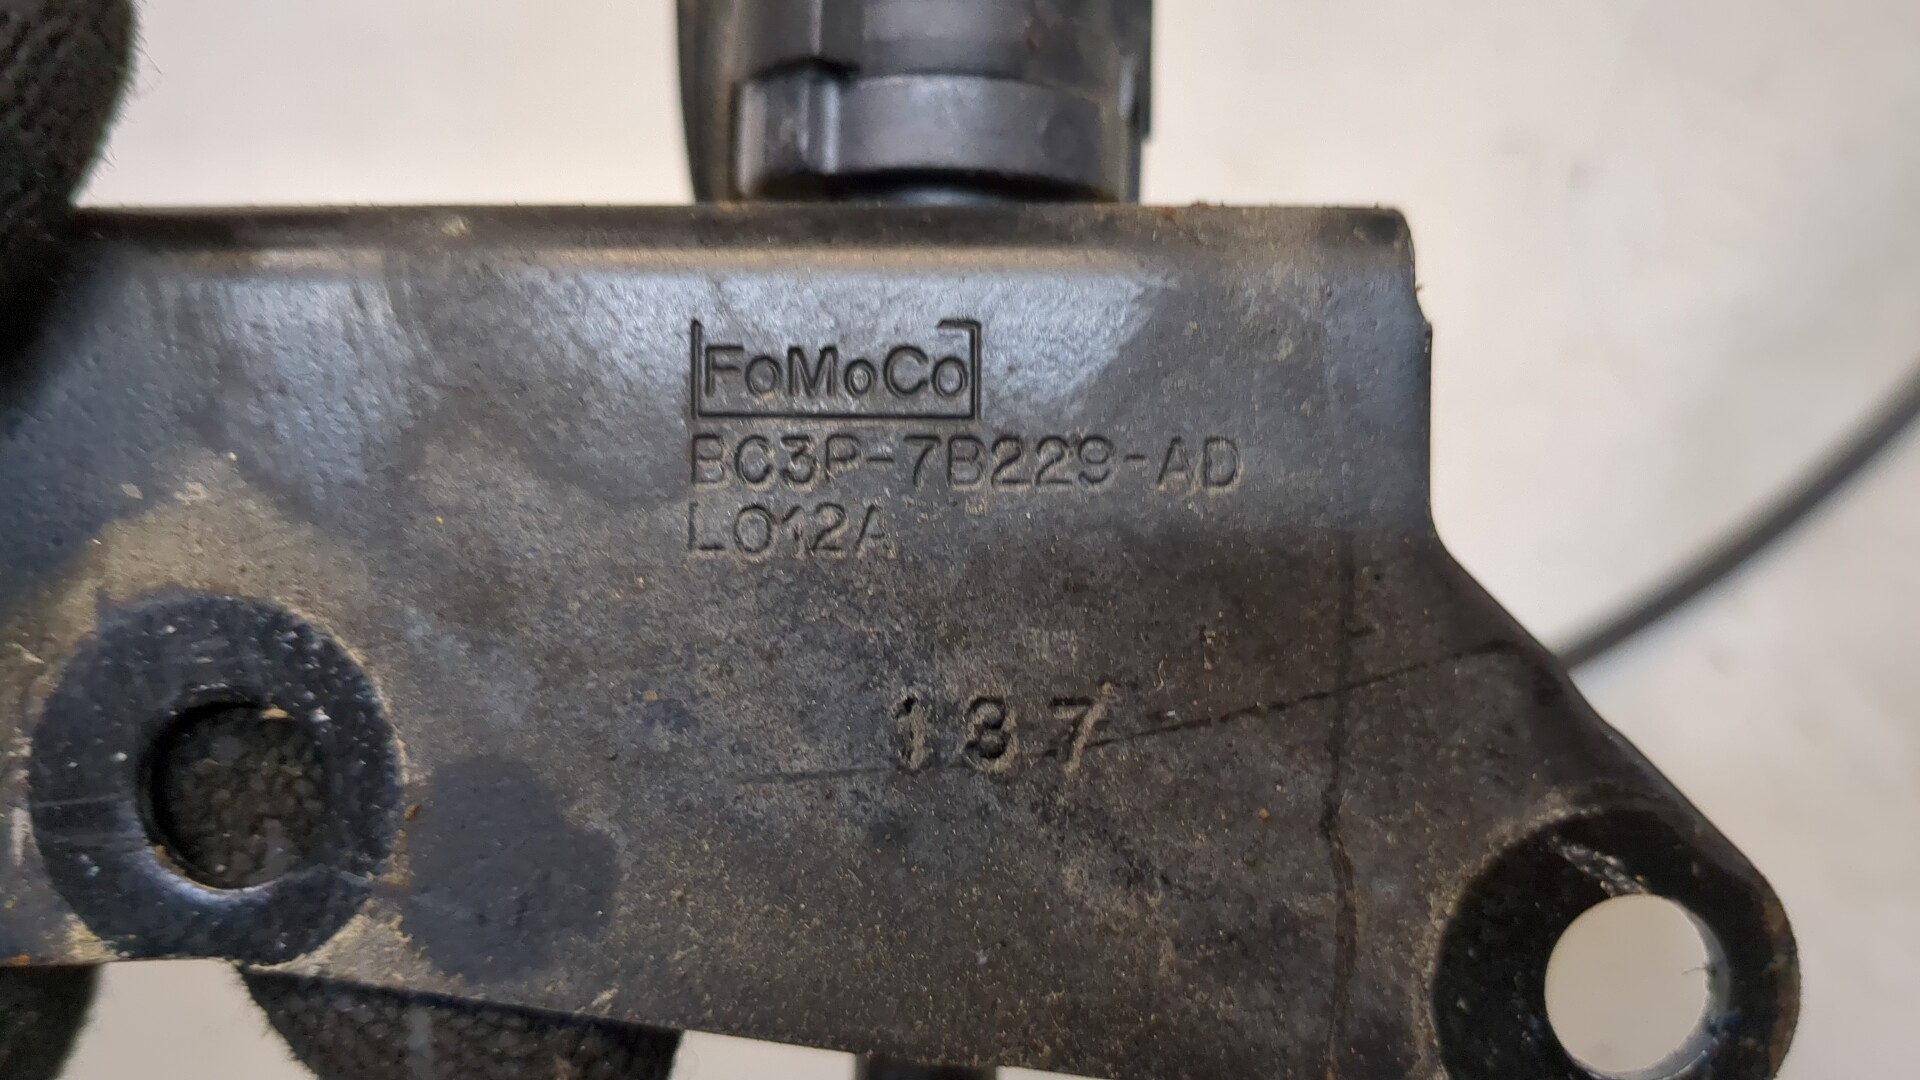 FoMoCo
BC3P-7B229-AD
L012A
137